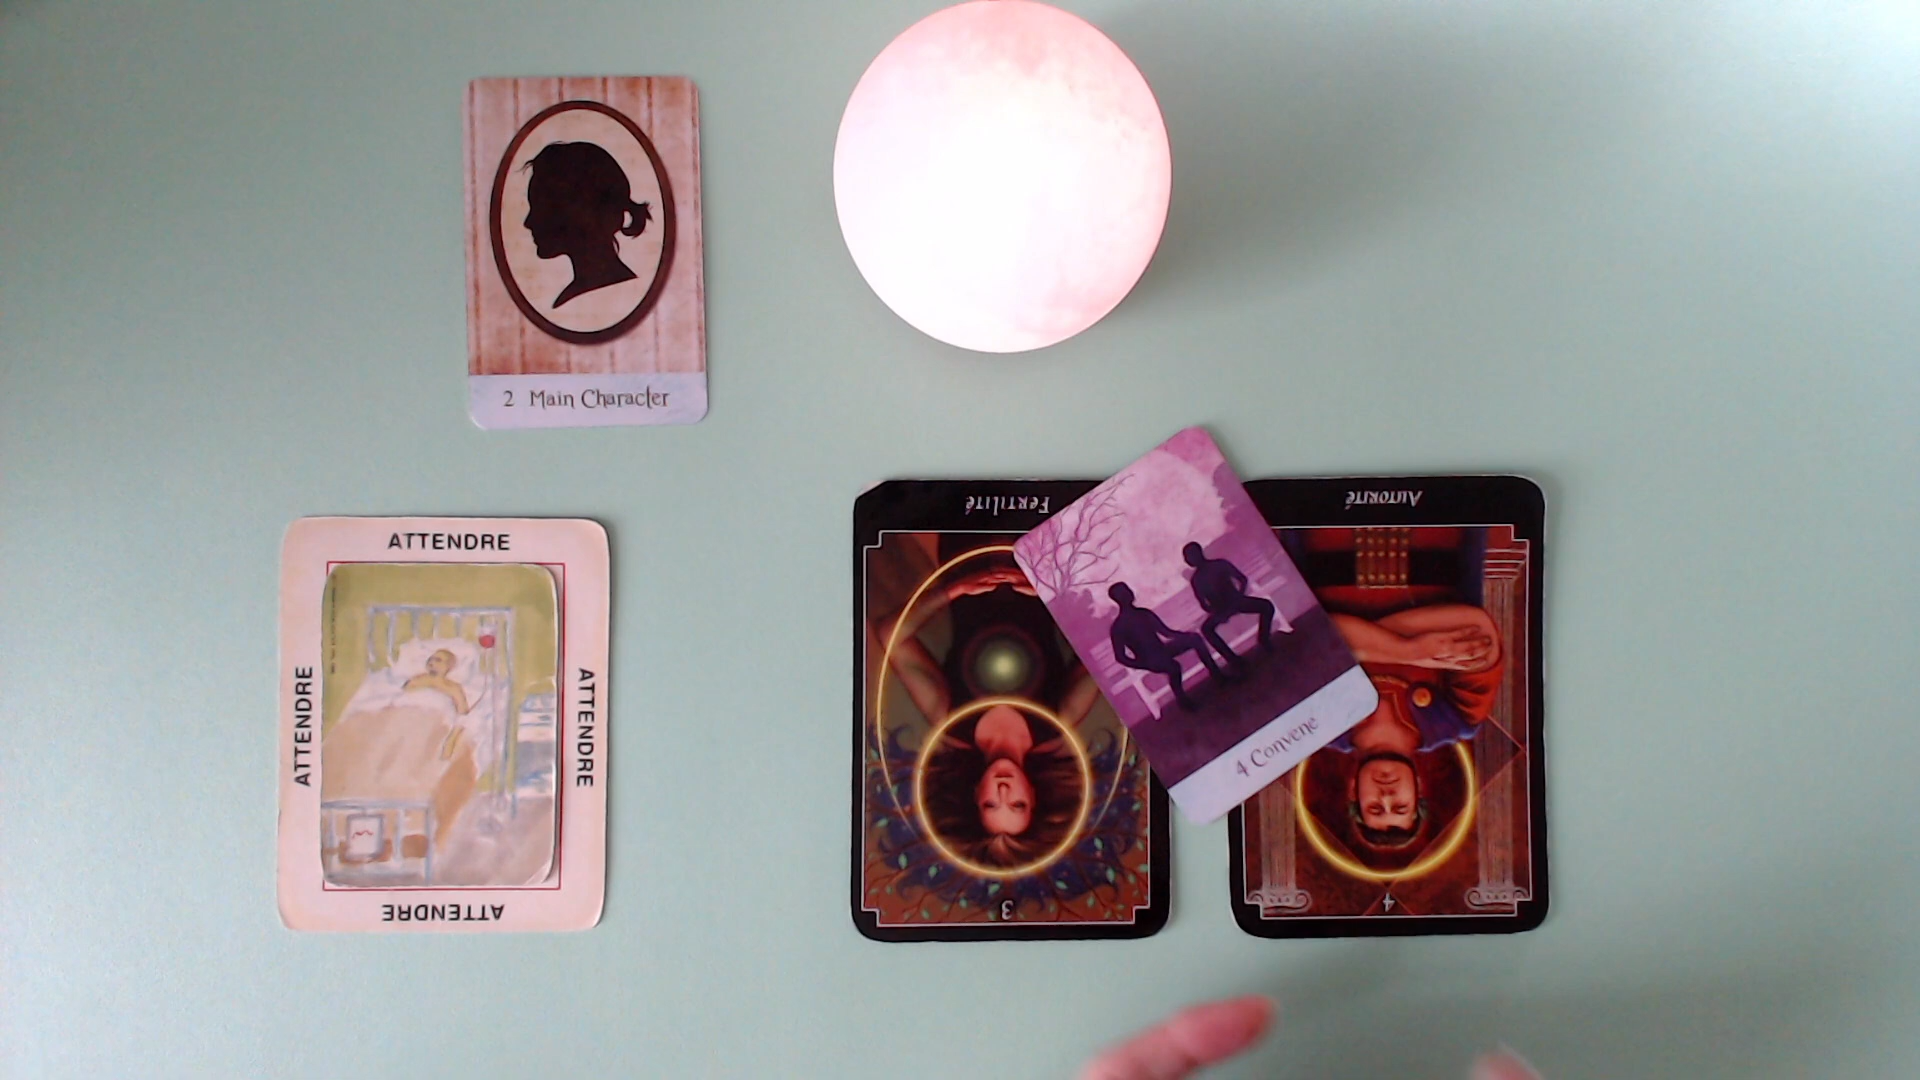 2 Main Character
ATTENDRE
ATTENDRE
ATTENDRE
ATTENDRE
Fertilité
Autorité
4 Convene
3
4